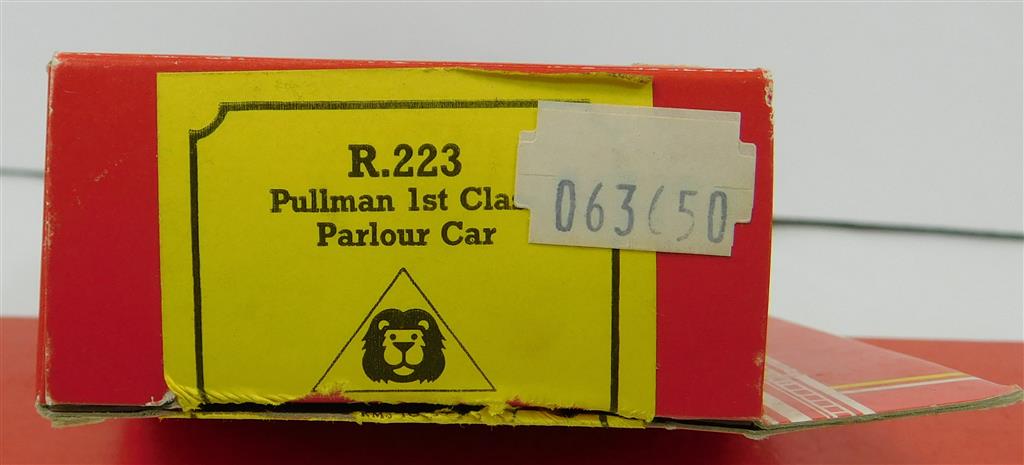 R.223
Pullman 1st Clas
Parlour Car
063650